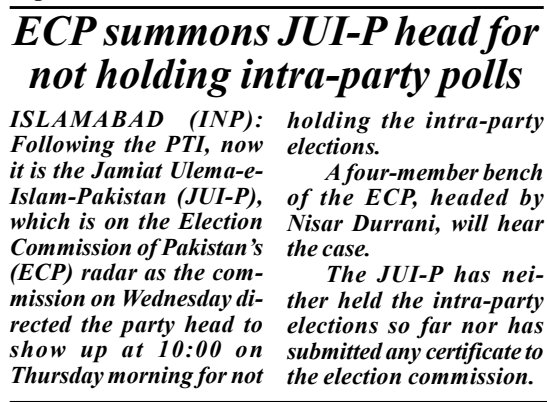 ECP summons JUI-P head for
not holding intra-party polls
ISLAMABAD (INP):
Following the PTI, now
it is the Jamiat Ulema-e-
Islam-Pakistan (JUI-P),
which is on the Election
Commission of Pakistan's
(ECP) radar as the com-
mission on Wednesday di-
rected the party head to
show up at 10:00 on
Thursday morning for not
holding the intra-party
elections.
A four-member bench
of the ECP, headed by
Nisar Durrani, will hear
the case.
The JUI-P has nei-
ther held the intra-party
elections so far nor has
submitted any certificate to
the election commission.